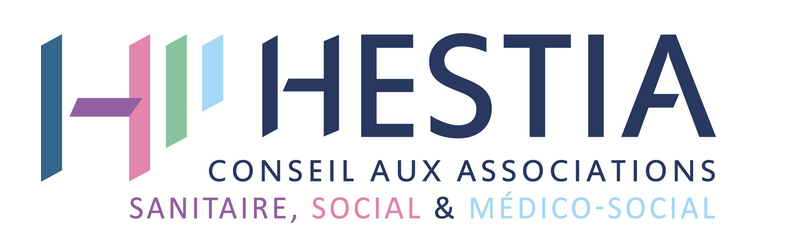 HESTIA
CONSEIL AUX ASSOCIATIONS
SANITAIRE, SOCIAL & MÉDICO-SOCIAL